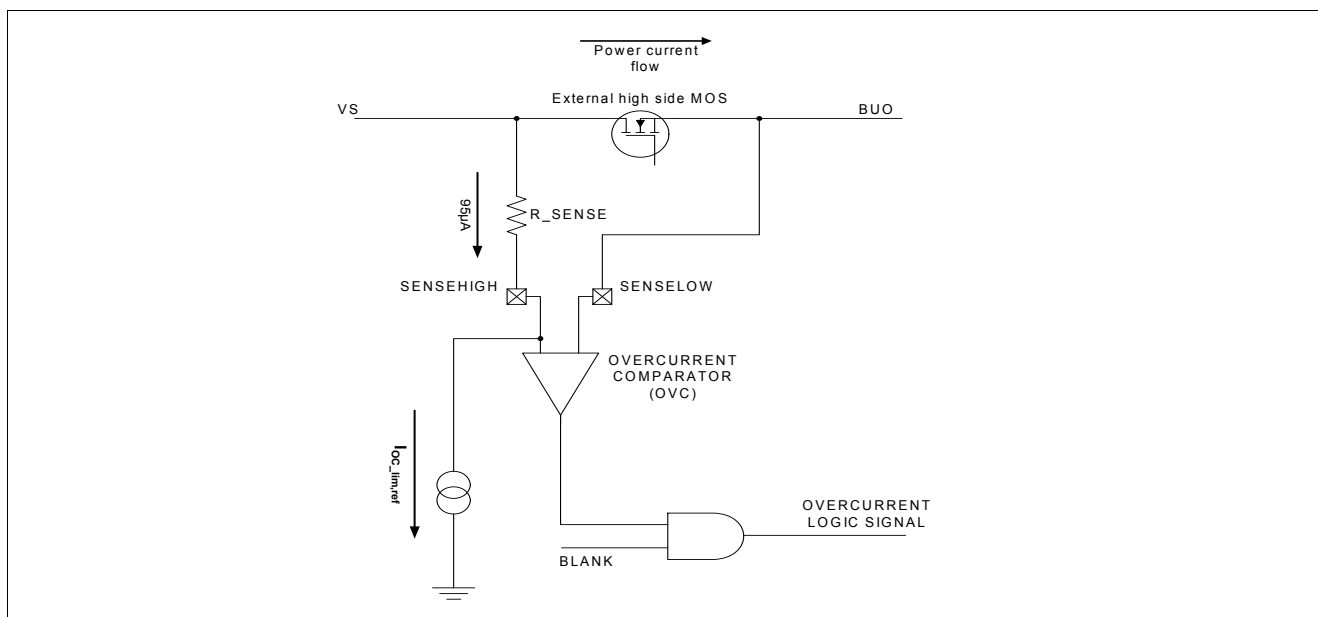 Power current
flow
External high side MOS
VS
BUO
95µA
R_SENSE
SENSEHIGH
SENSELOW
OVERCURRENT
COMPARATOR
(OVC)
IOC_lim,ref
OVERCURRENT
LOGIC SIGNAL
BLANK